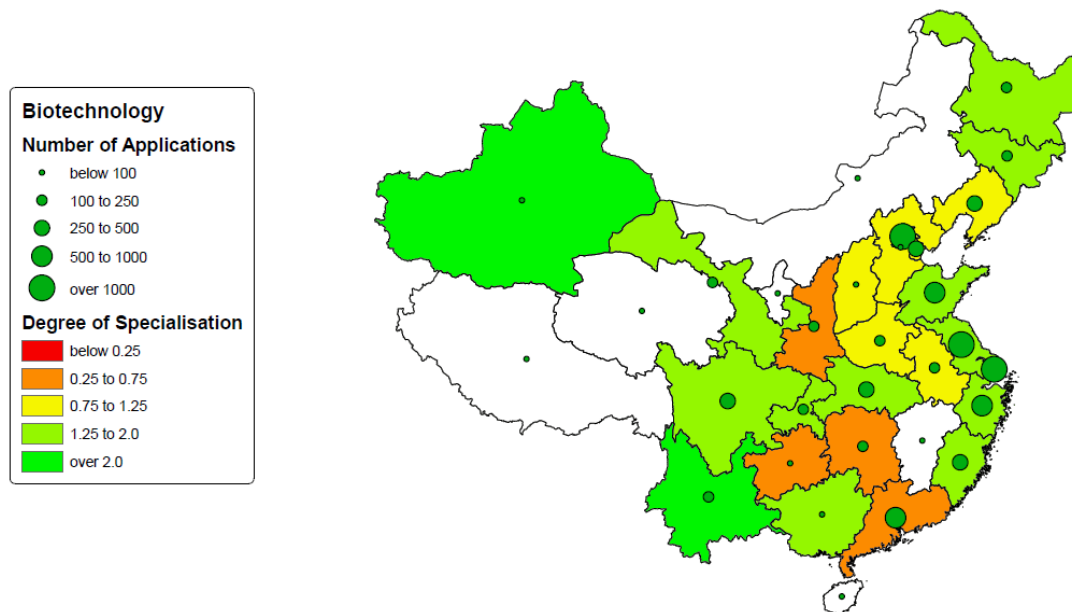 Biotechnology
Number of Applications
below 100
100 to 250
250 to 500
500 to 1000
over 1000
Degree of Specialisation
below 0.25
0.25 to 0.75
0.75 to 1.25
1.25 to 2.0
over 2.0